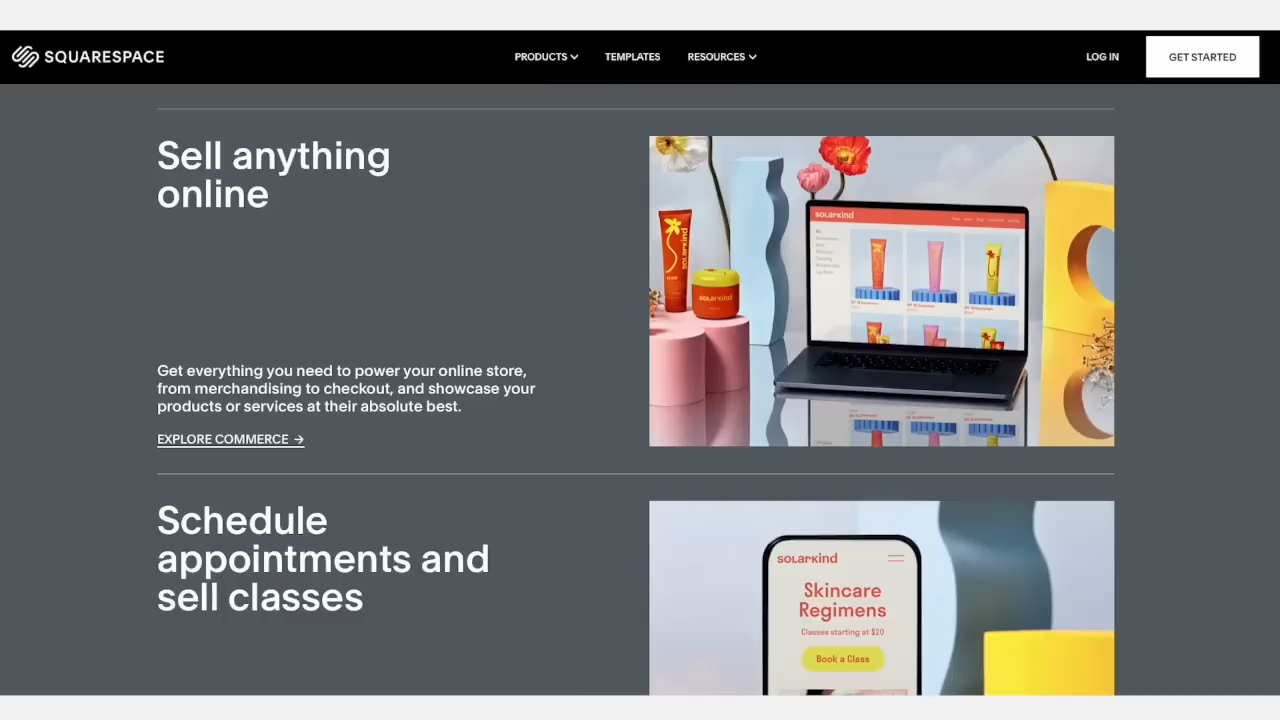 SQUARESPACE
PRODUCTS
TEMPLATES
RESOURCES
LOG IN
GET STARTED
Sell anything
online
Get everything you need to power your online store,
from merchandising to checkout, and showcase your
products or services at their absolute best.
EXPLORE COMMERCE →
solarkind
solarkind
solarkind
Schedule
appointments and
sell classes
solarkind
Skincare
Regimens
Classes starting at $20
Book a Class